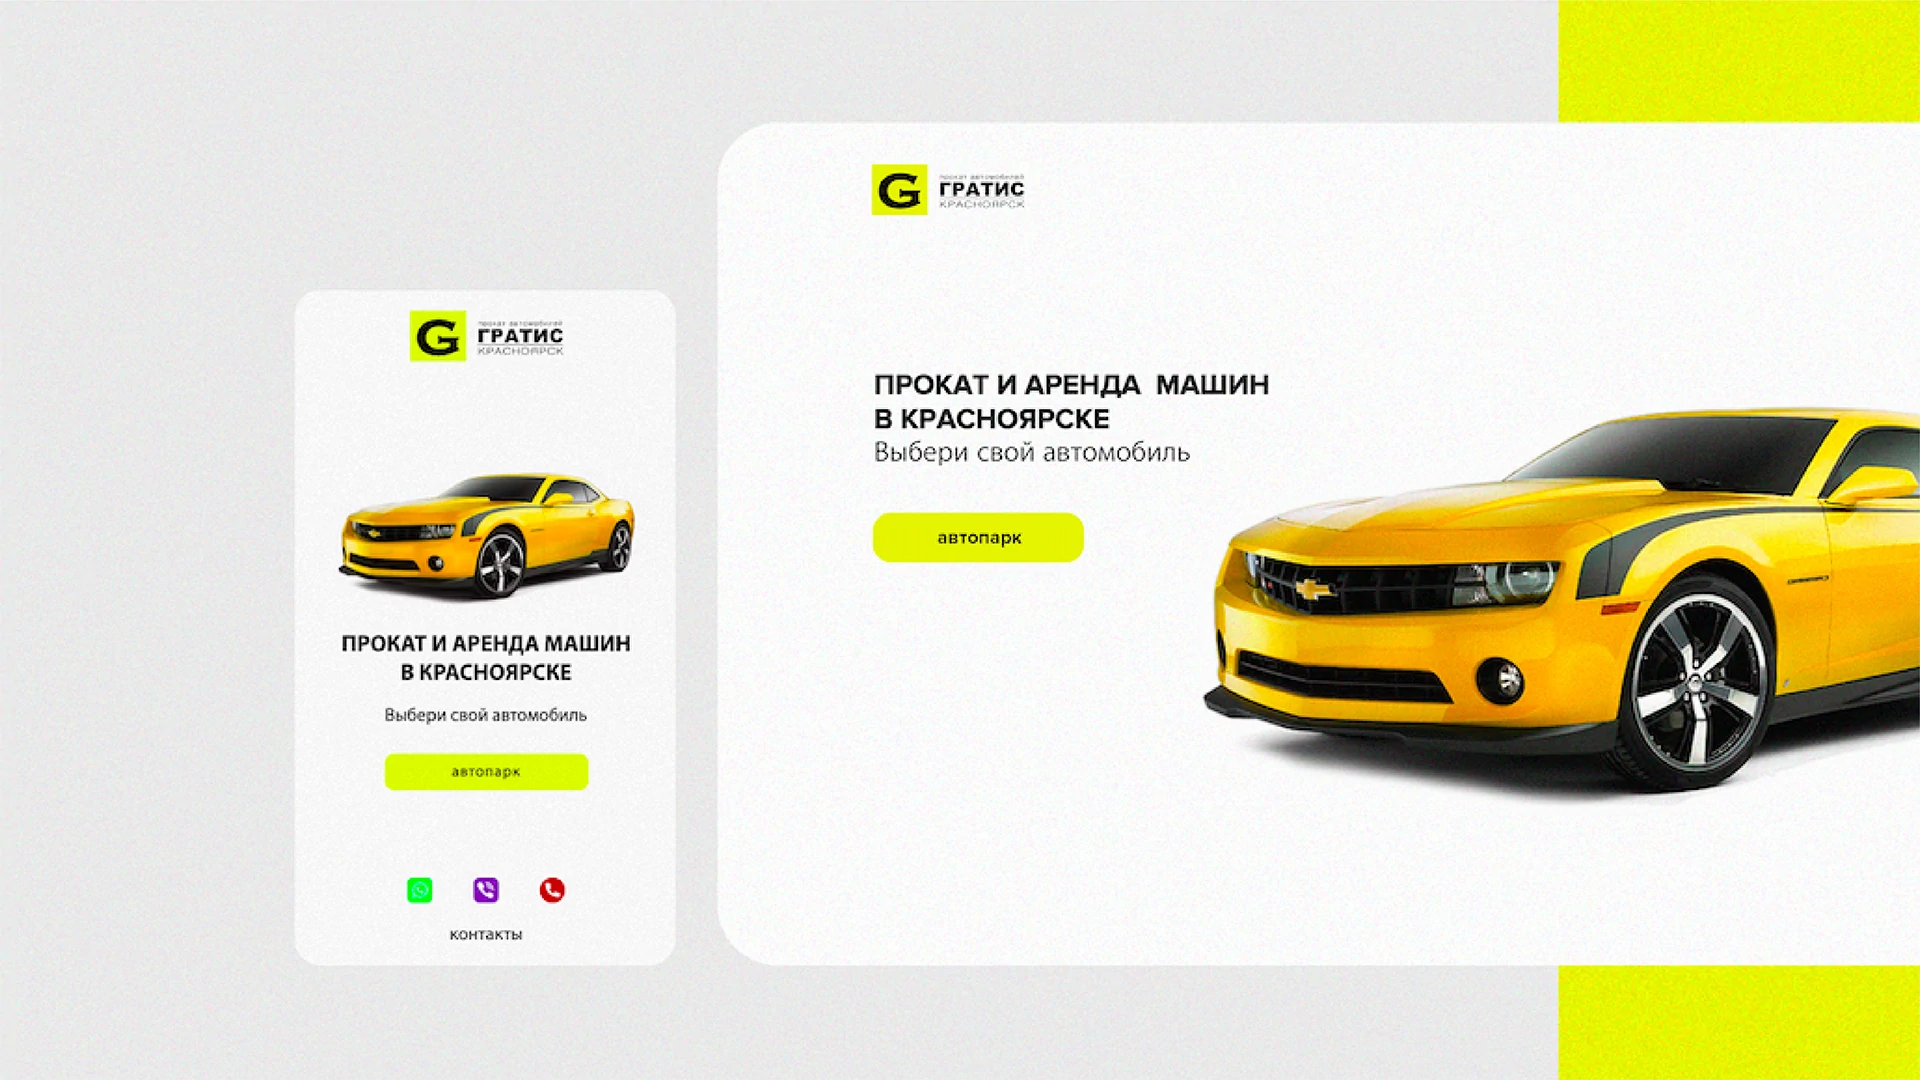 G
прокат автомобилей
ГРАТИС
КРАСНОЯРСК
ПРОКАТ И АРЕНДА МАШИН
В КРАСНОЯРСКЕ
Выбери свой автомобиль
автопарк
контакты
G
прокат автомобилей
ГРАТИС
КРАСНОЯРСК
ПРОКАТ И АРЕНДА  МАШИН
В КРАСНОЯРСКЕ
Выбери свой автомобиль
автопарк